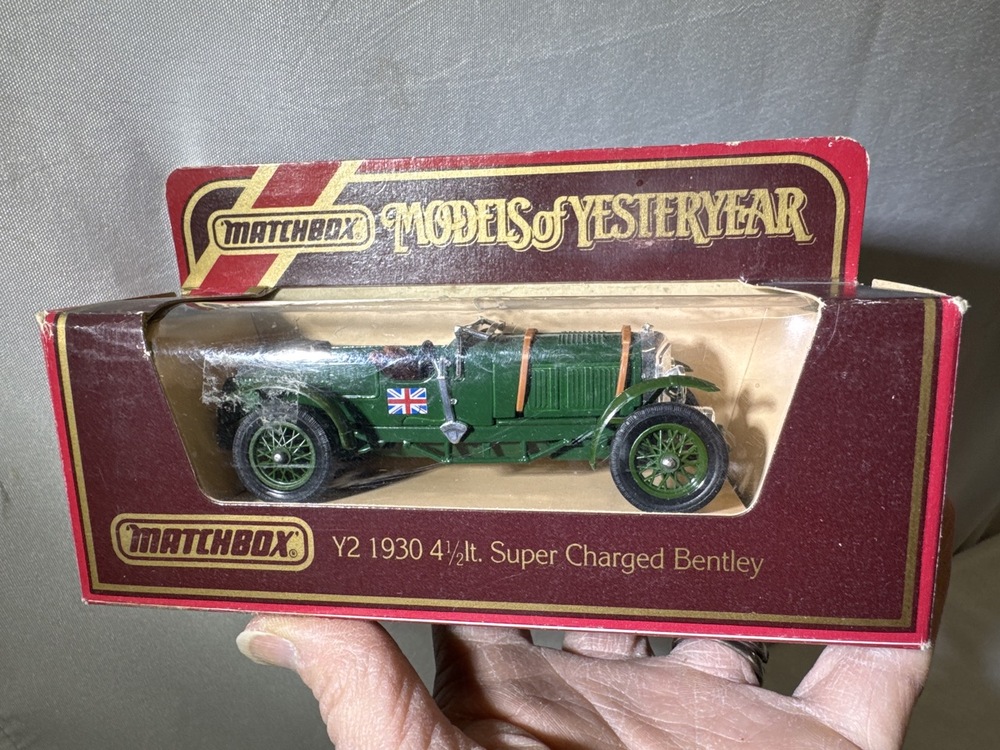 MATCHBOX MODELS of YESTERYEAR
MATCHBOX® Y2 1930 4½lt. Super Charged Bentley